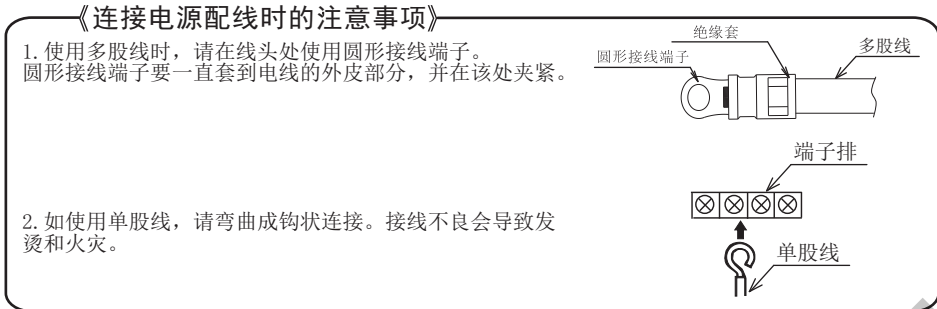 《连接电源配线时的注意事项》
1.使用多股线时，请在线头处使用圆形接线端子。
圆形接线端子要一直套到电线的外皮部分，并在该处夹紧。
绝缘套
圆形接线端子
多股线
端子排
2.如使用单股线，请弯曲成钩状连接。接线不良会导致发
烫和火灾。
单股线